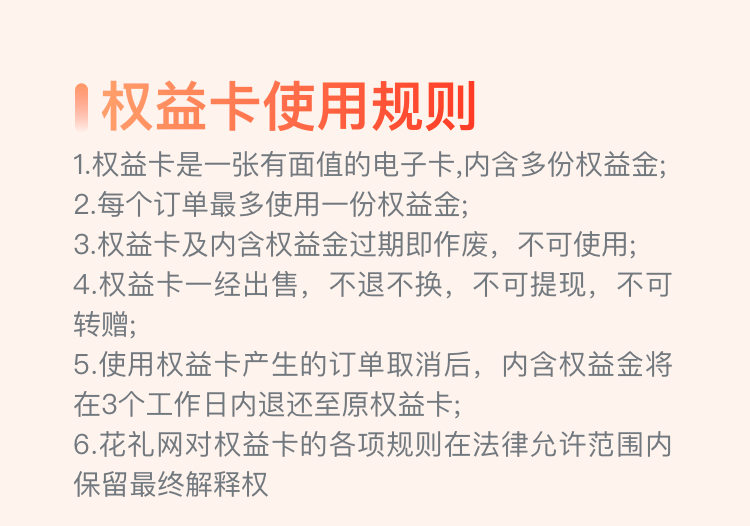 权益卡使用规则
1.权益卡是一张有面值的电子卡,内含多份权益金;
2.每个订单最多使用一份权益金;
3.权益卡及内含权益金过期即作废，不可使用;
4.权益卡一经出售，不退不换，不可提现，不可
转赠;
5.使用权益卡产生的订单取消后，内含权益金将
在3个工作日内退还至原权益卡;
6.花礼网对权益卡的各项规则在法律允许范围内
保留最终解释权